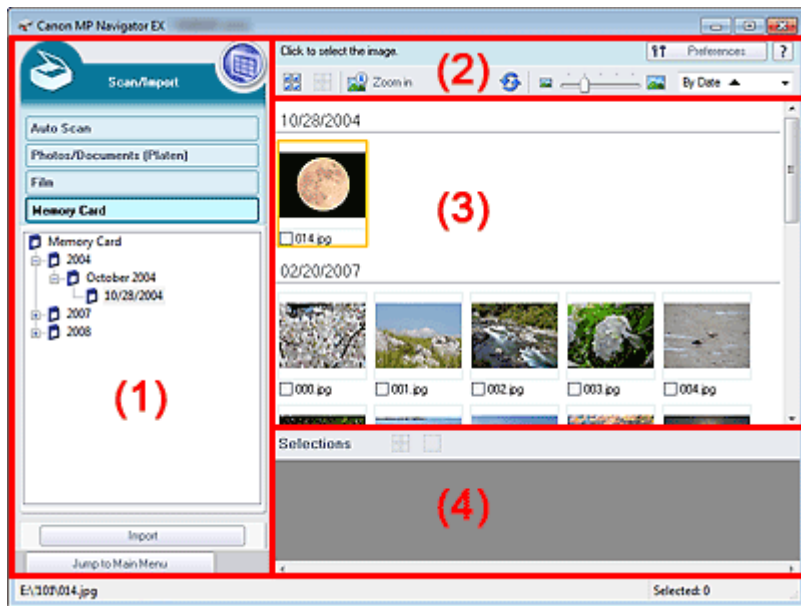 Canon MP Navigator EX
Scan/Import
Auto Scan
Photos/Documents (Platen)
Film
Memory Card
Memory Card
2004
October 2004
10/28/2004
2007
2008
(1)
Import
Jump to Main Menu
Click to select the image.
Preferences
?
Zoom in
(2)
By Date
10/28/2004
014.jpg
(3)
02/20/2007
000.jpg
001.jpg
002.jpg
003.jpg
004.jpg
Selections
(4)
E:\101\014.jpg
Selected: 0